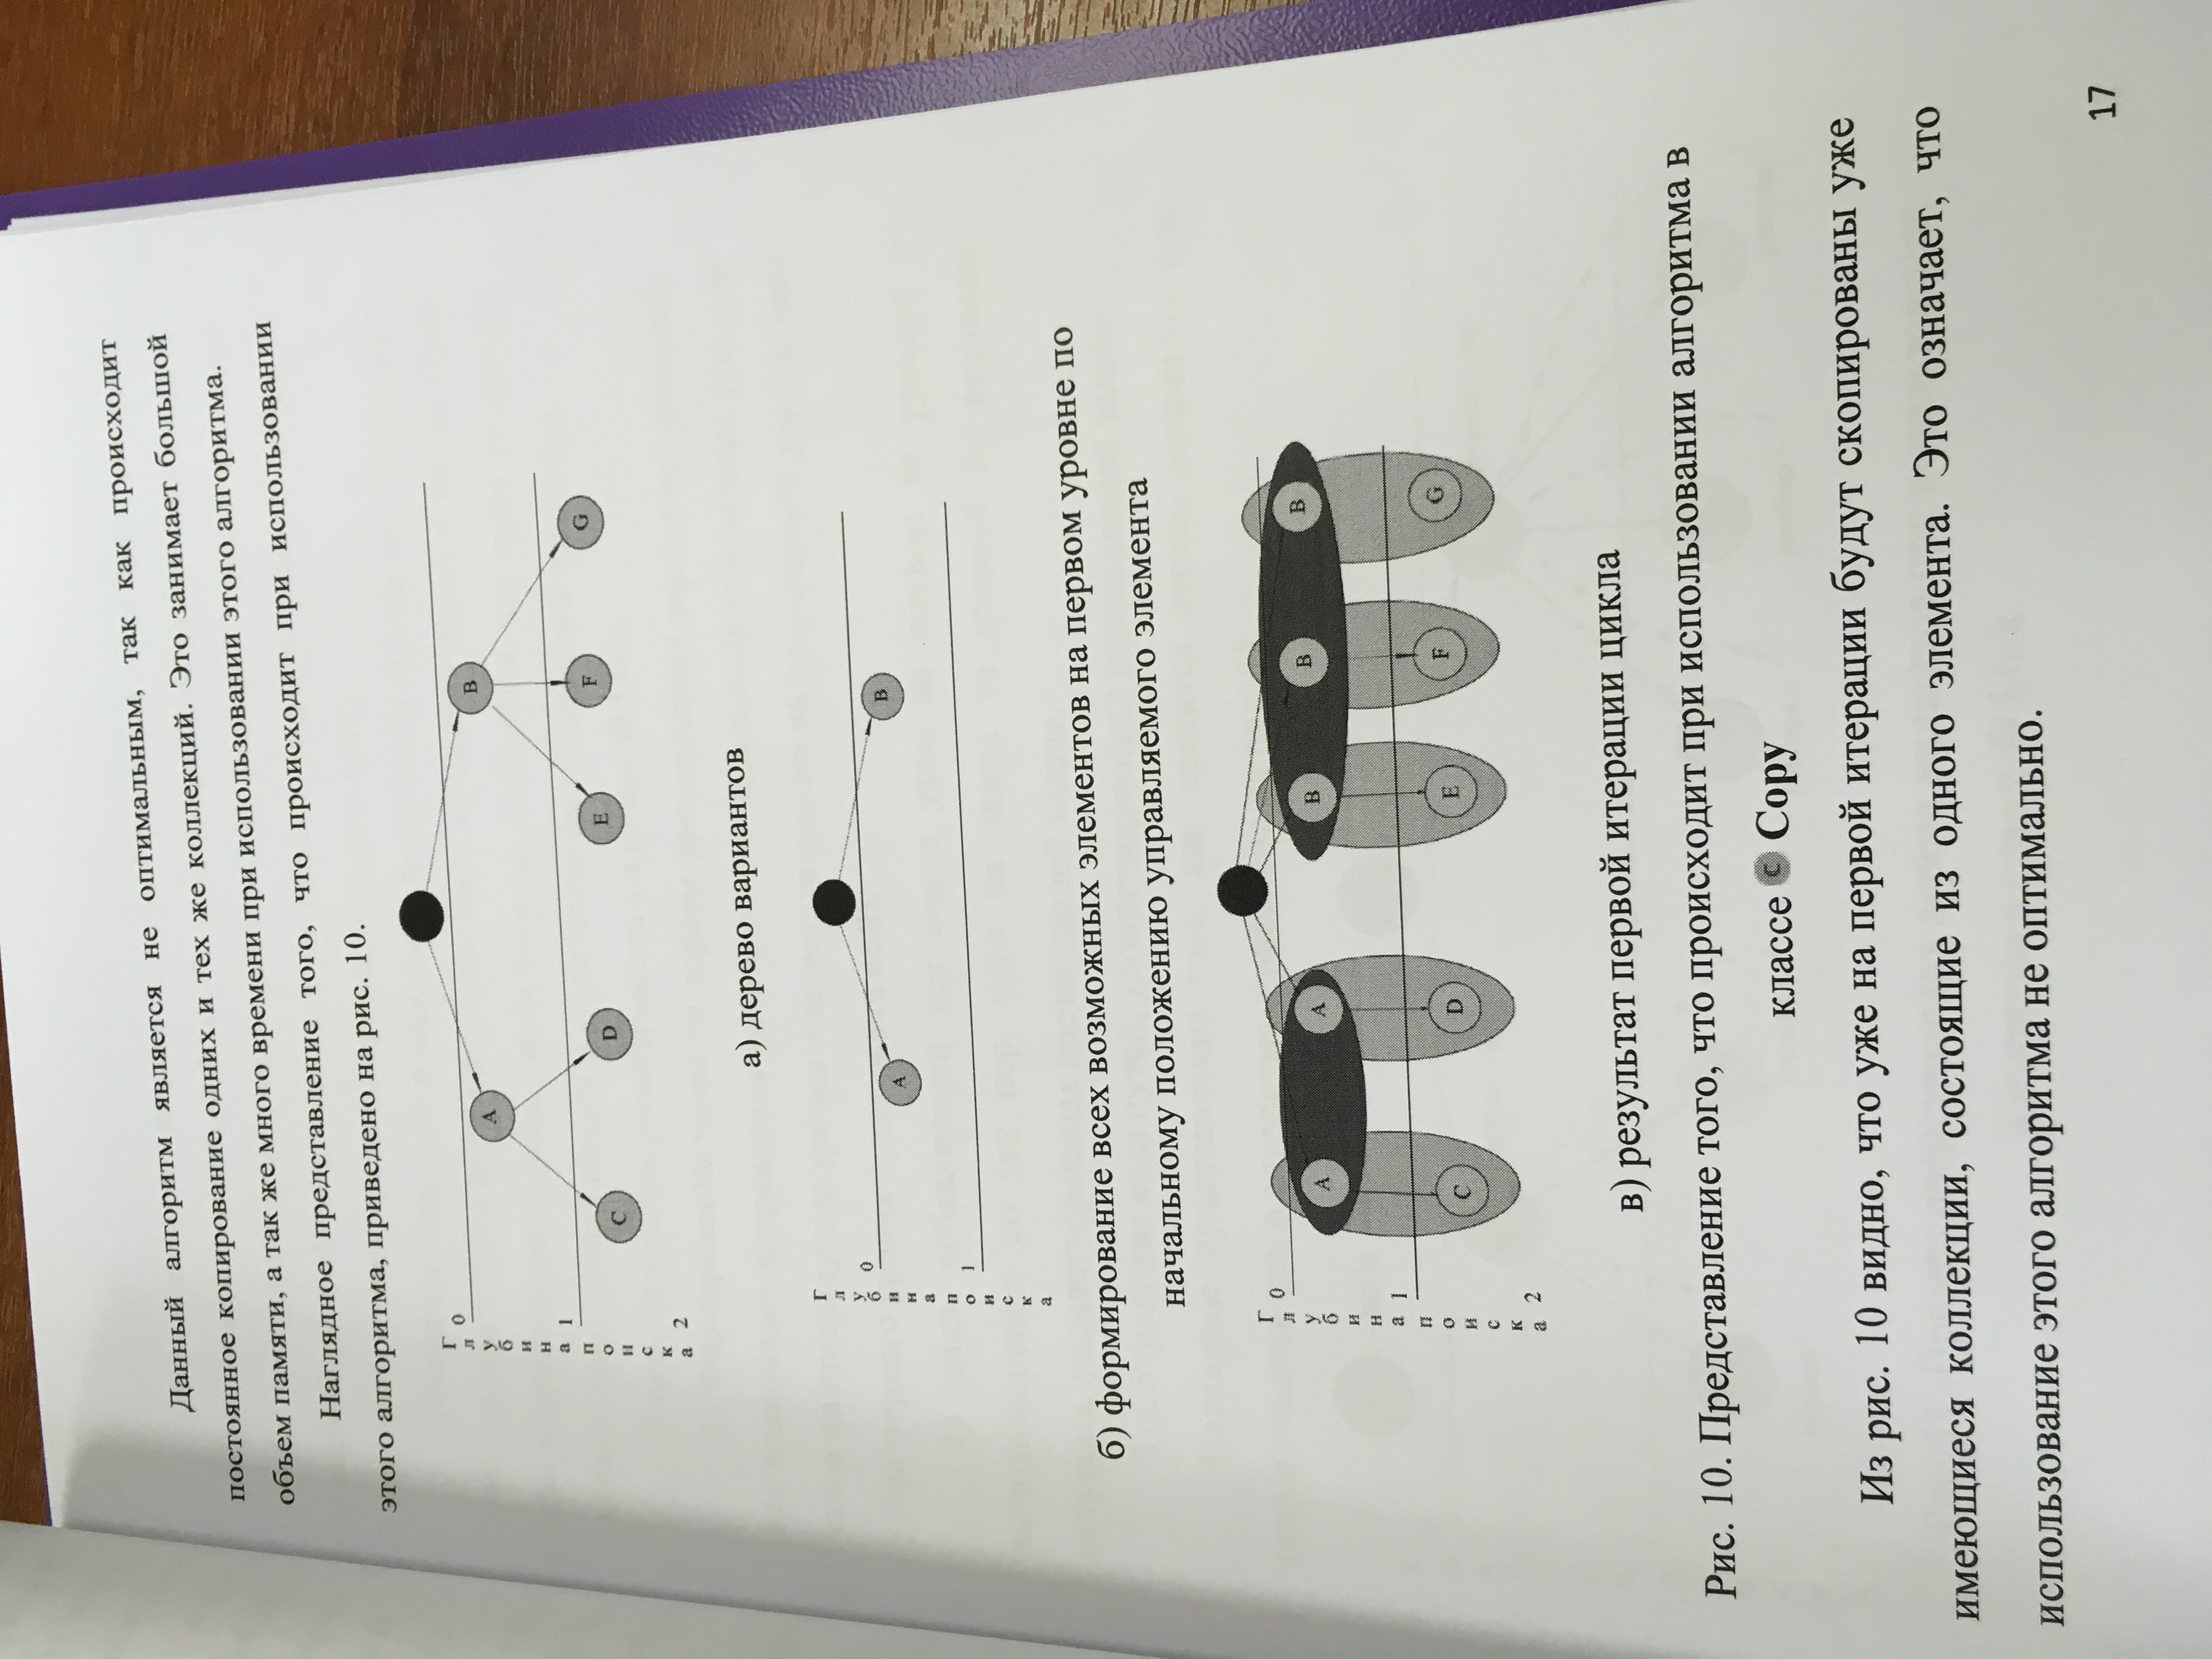 Данный алгоритм является не оптимальным, так как происходит
постоянное копирование одних и тех же коллекций. Это занимает большой
объем памяти, а так же много времени при использовании этого алгоритма.
Наглядное представление того, что происходит при использовании
этого алгоритма, приведено на рис. 10.
Глубина поиска
0
A
B
1
C
D
E
F
G
2
а) дерево вариантов
Глубина поиска
0
A
B
1
б) формирование всех возможных элементов на первом уровне по
начальному положению управляемого элемента
Глубина поиска
0
A
A
B
B
B
1
C
D
E
F
G
2
в) результат первой итерации цикла
Рис. 10. Представление того, что происходит при использовании алгоритма в
классе C Copy
Из рис. 10 видно, что уже на первой итерации будут скопированы уже
имеющиеся коллекции, состоящие из одного элемента. Это означает, что
использование этого алгоритма не оптимально.
17